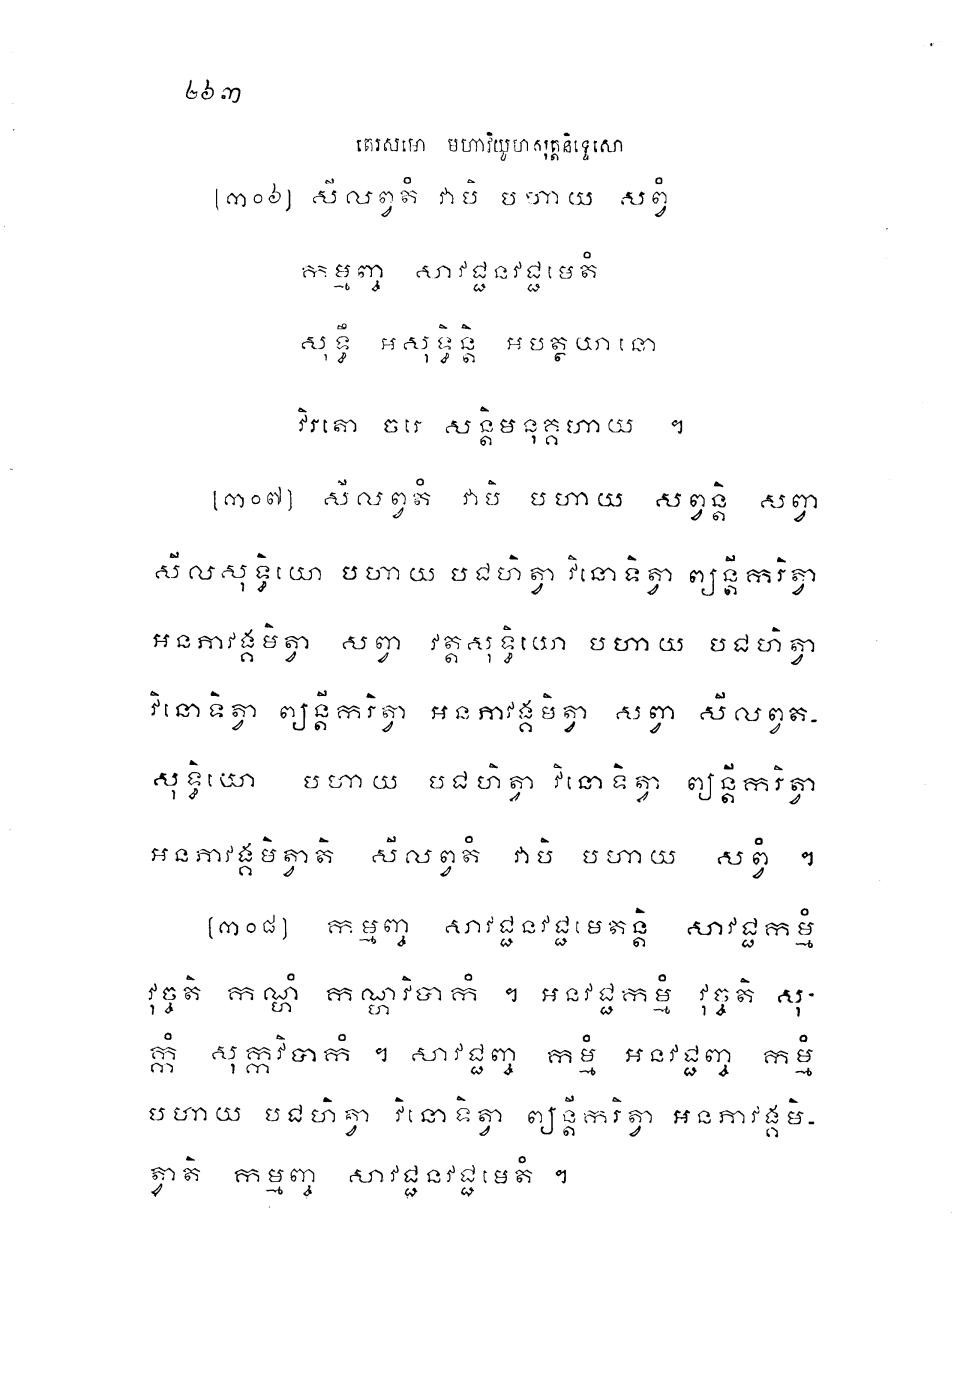 ២៦៣
តេរសមោ មហាវិយូហសុត្តនិទ្ទេសោ
[៣០៦] សីលព្វតំ វាបិ បហាយ សព្វំ
កម្មញ្ច សាវជ្ជនវជ្ជមេតំ
សុទ្ធឹ អសុទ្ធិន្តិ អបត្ថយានោ
វិរតោ ចរេ សន្តិមនុគ្គហាយ ។
[៣០៧] សីលព្វតំ វាបិ បហាយ សព្វន្តិ សព្វា
សីលសុទ្ធិយោ បហាយ បជហិត្វា វិនោទិត្វា ព្យន្តីករិត្វា
អនភាវង្គមិត្វា សព្វា វត្តសុទ្ធិយោ បហាយ បជហិត្វា
វិនោទិត្វា ព្យន្តីករិត្វា អនភាវង្គមិត្វា សព្វា សីលព្វត-
សុទ្ធិយោ បហាយ បជហិត្វា វិនោទិត្វា ព្យន្តីករិត្វា
អនភាវង្គមិត្វាតិ សីលព្វតំ វាបិ បហាយ សព្វំ ។
[៣០៨] កម្មញ្ច សាវជ្ជនវជ្ជមេតន្តិ សាវជ្ជកម្មំ
វុច្ចតិ កណ្ហំ កណ្ហវិបាកំ ។ អនវជ្ជកម្មំ វុច្ចតិ សុ-
ក្កំ សុក្កវិបាកំ ។ សាវជ្ជញ្ច កម្មំ អនវជ្ជញ្ច កម្មំ
បហាយ បជហិត្វា វិនោទិត្វា ព្យន្តីករិត្វា អនភាវង្គមិ-
ត្វាតិ កម្មញ្ច សាវជ្ជនវជ្ជមេតំ ។